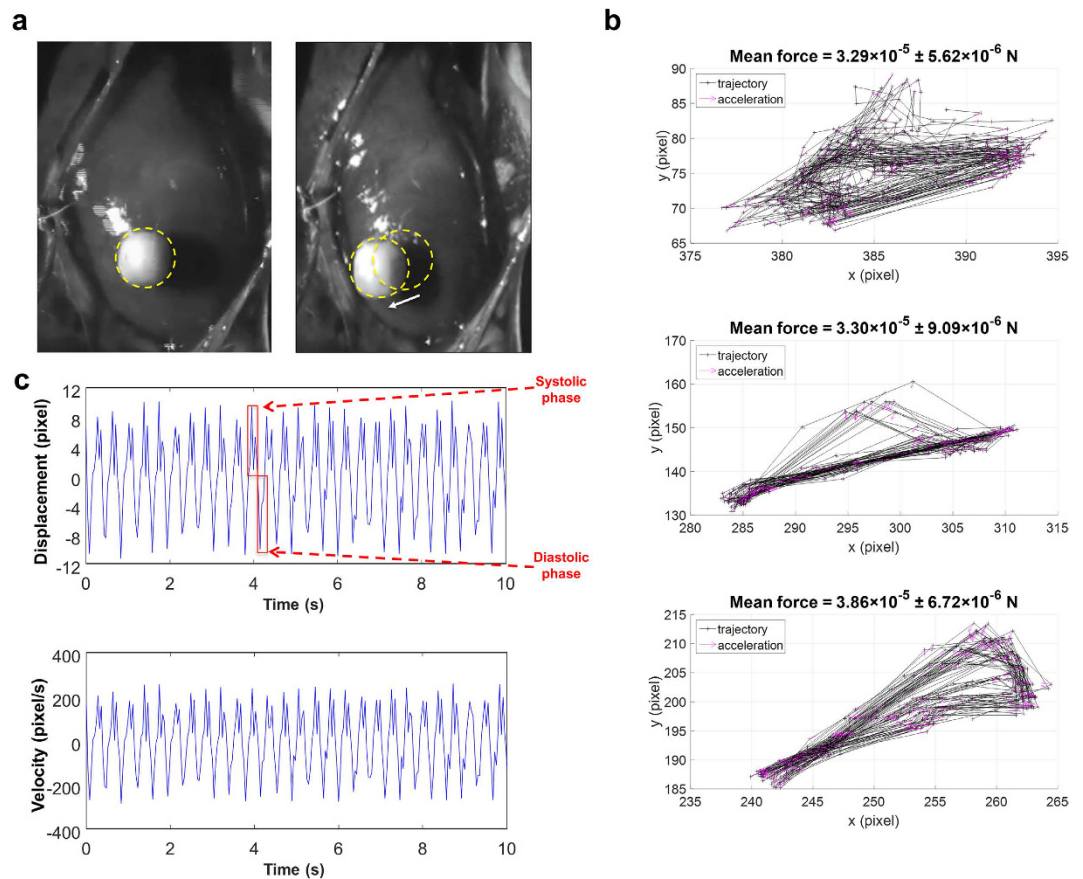 a
b
Mean force = 3.29×10⁻⁵ ± 5.62×10⁻⁶ N
trajectory
acceleration
90
85
80
75
70
65
y (pixel)
375
380
385
390
395
x (pixel)
Mean force = 3.30×10⁻⁵ ± 9.09×10⁻⁶ N
trajectory
acceleration
170
160
150
140
130
y (pixel)
280
285
290
295
300
305
310
315
x (pixel)
Mean force = 3.86×10⁻⁵ ± 6.72×10⁻⁶ N
trajectory
acceleration
215
210
205
200
195
190
185
y (pixel)
235
240
245
250
255
260
265
x (pixel)
c
12
8
4
0
-4
-8
-12
Displacement (pixel)
0
2
4
6
8
10
Time (s)
Systolic
phase
Diastolic
phase
400
200
0
-200
-400
Velocity (pixel/s)
0
2
4
6
8
10
Time (s)